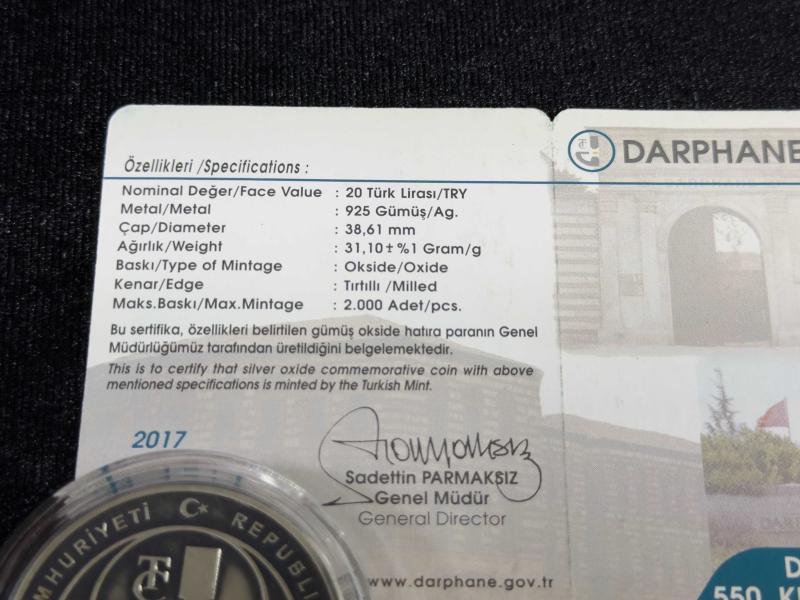 Özellikleri /Specifications :
Nominal Değer/Face Value : 20 Türk Lirası/TRY
Metal/Metal : 925 Gümüş/Ag.
Çap/Diameter : 38,61 mm
Ağırlık/Weight : 31,10±%1 Gram/g
Baskı/Type of Mintage : Okside/Oxide
Kenar/Edge : Tırtıllı /Milled
Maks.Baskı/Max.Mintage : 2.000 Adet/pcs.
Bu sertifika, özellikleri belirtilen gümüş okside hatıra paranın Genel
Müdürlüğümüz tarafından üretildiğini belgelemektedir.
This is to certify that silver oxide commemorative coin with above
mentioned specifications is minted by the Turkish Mint.
2017
Sadettin PARMAKSIZ
Genel Müdür
General Director
www.darphane.gov.tr
DARPHANE
D
550
REPUBLI
TC